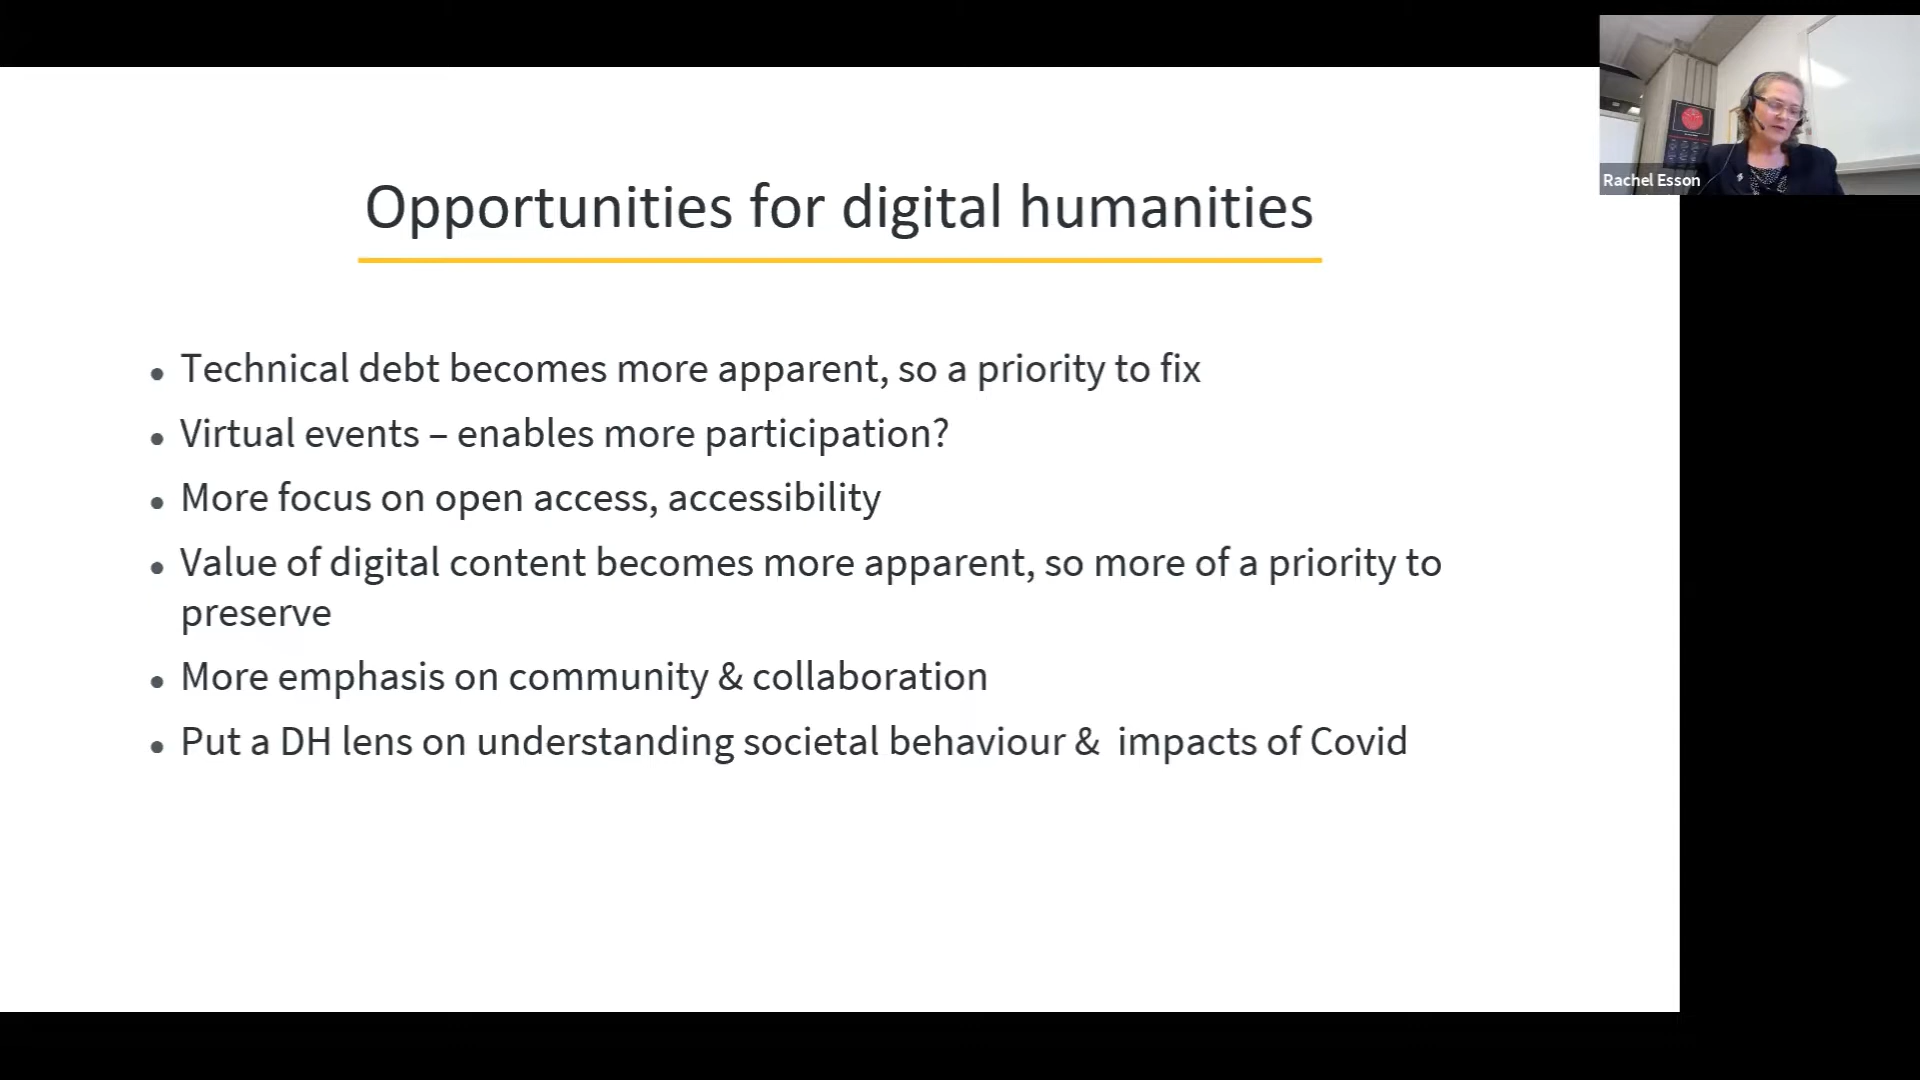 Opportunities for digital humanities
• Technical debt becomes more apparent, so a priority to fix
• Virtual events – enables more participation?
• More focus on open access, accessibility
• Value of digital content becomes more apparent, so more of a priority to
preserve
• More emphasis on community & collaboration
• Put a DH lens on understanding societal behaviour &  impacts of Covid
Rachel Esson